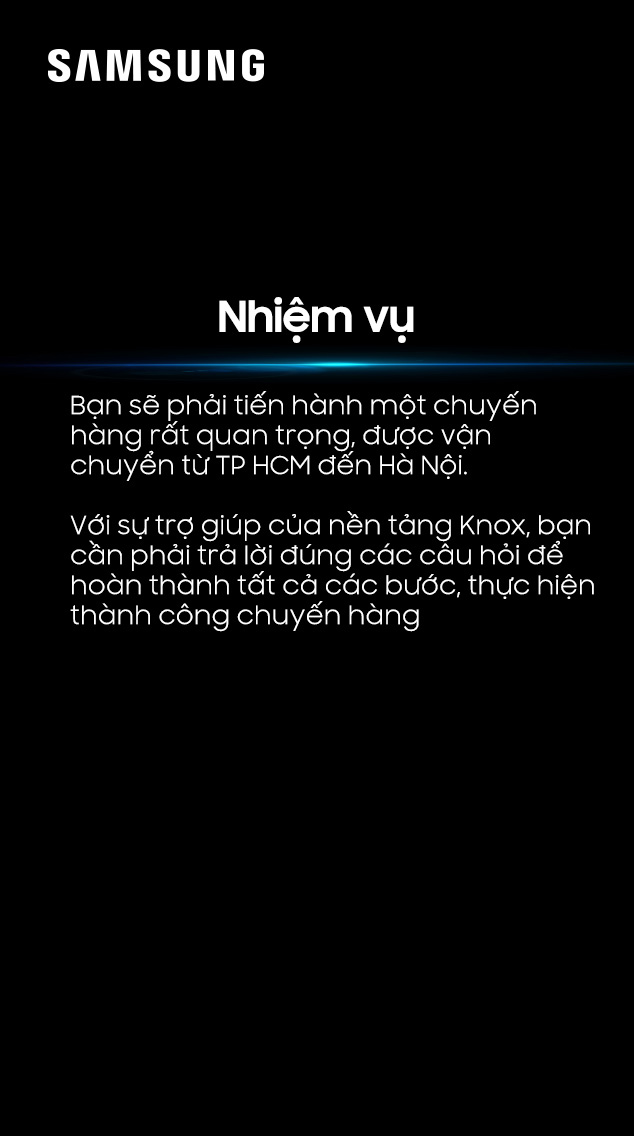 SAMSUNG
Nhiệm vụ
Bạn sẽ phải tiến hành một chuyến
hàng rất quan trọng, được vận
chuyển từ TP HCM đến Hà Nội.
Với sự trợ giúp của nền tảng Knox, bạn
cần phải trả lời đúng các câu hỏi để
hoàn thành tất cả các bước, thực hiện
thành công chuyến hàng